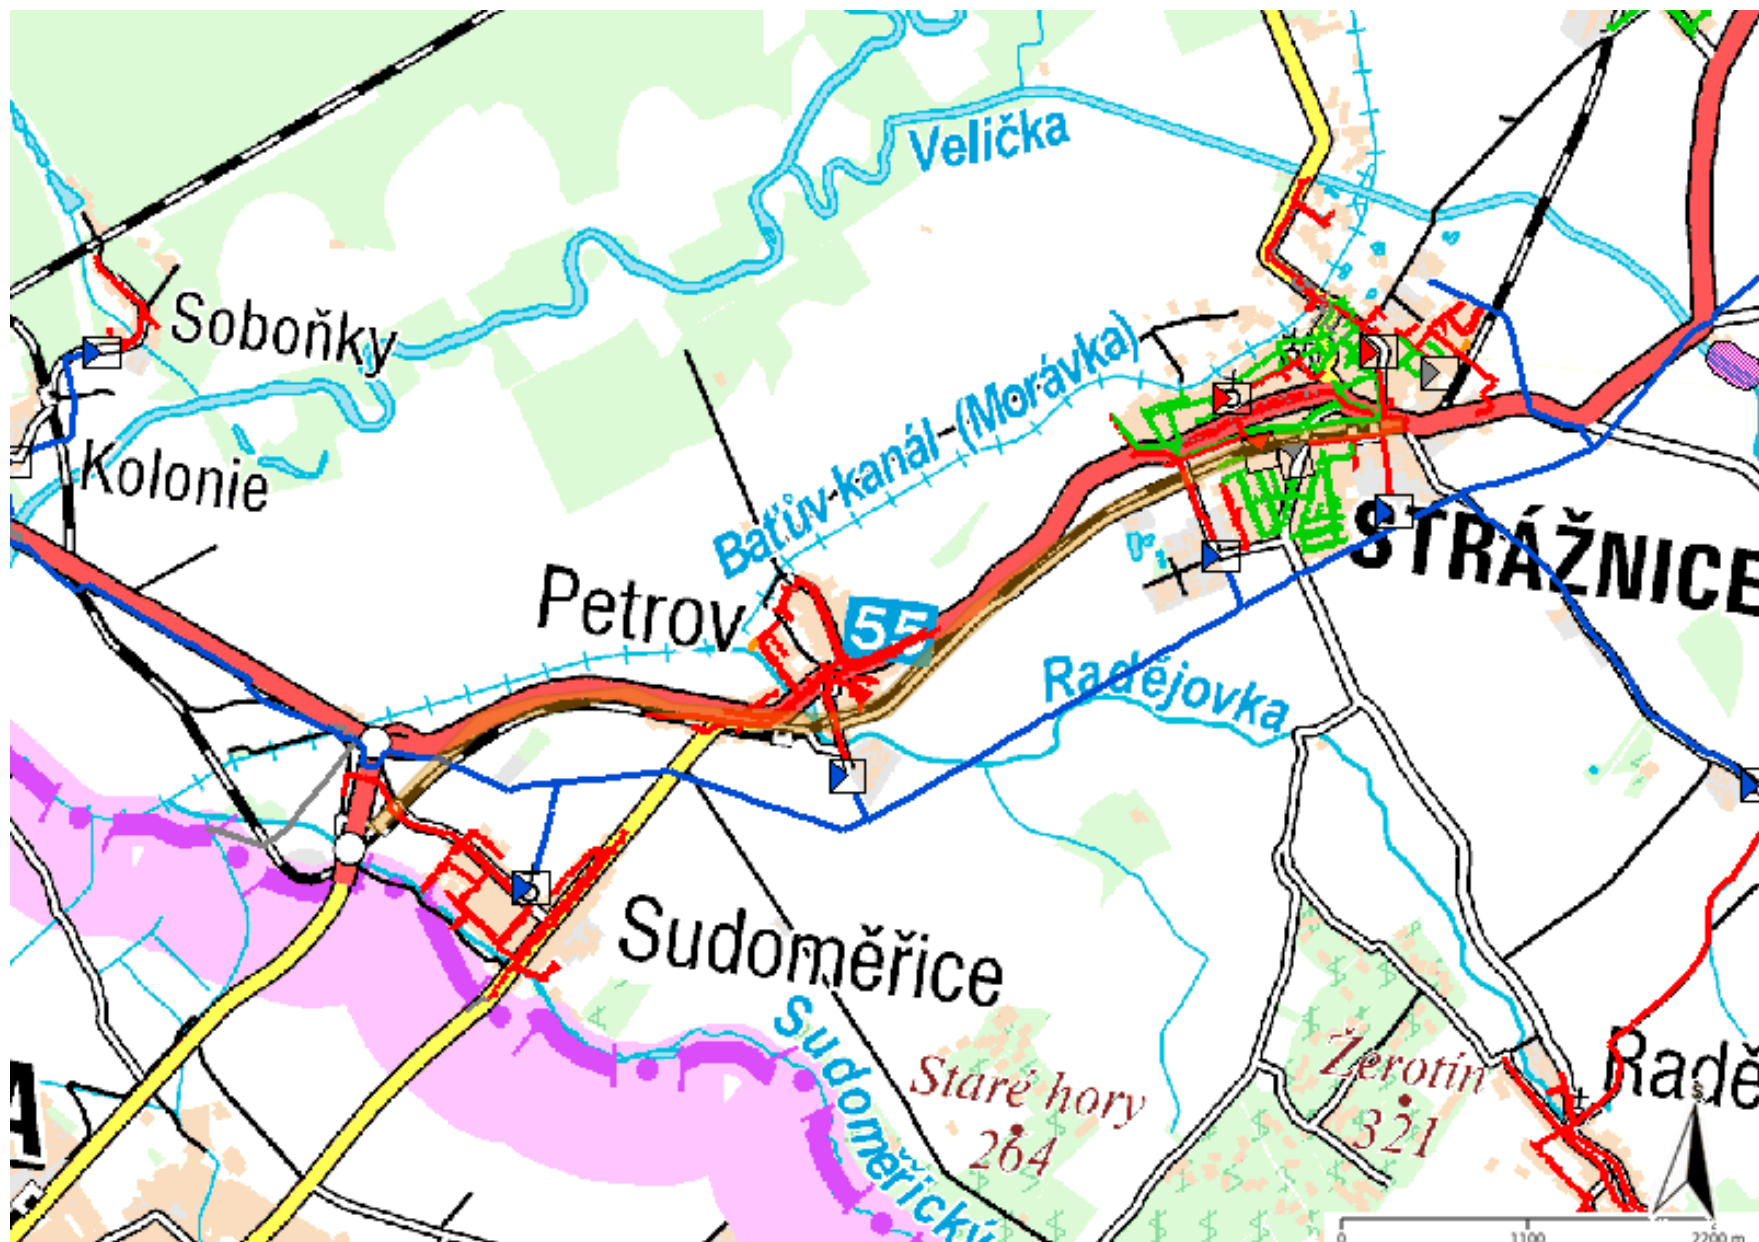 Velička
Soboňky
Baťův kanál (Morávka)
Kolonie
STRÁŽNICE
Petrov
55
Radějovka
Sudoměřice
Sudoměřický
Staré hory
264
Žerotín
321
Radě
A
S
0 1100 2200 m